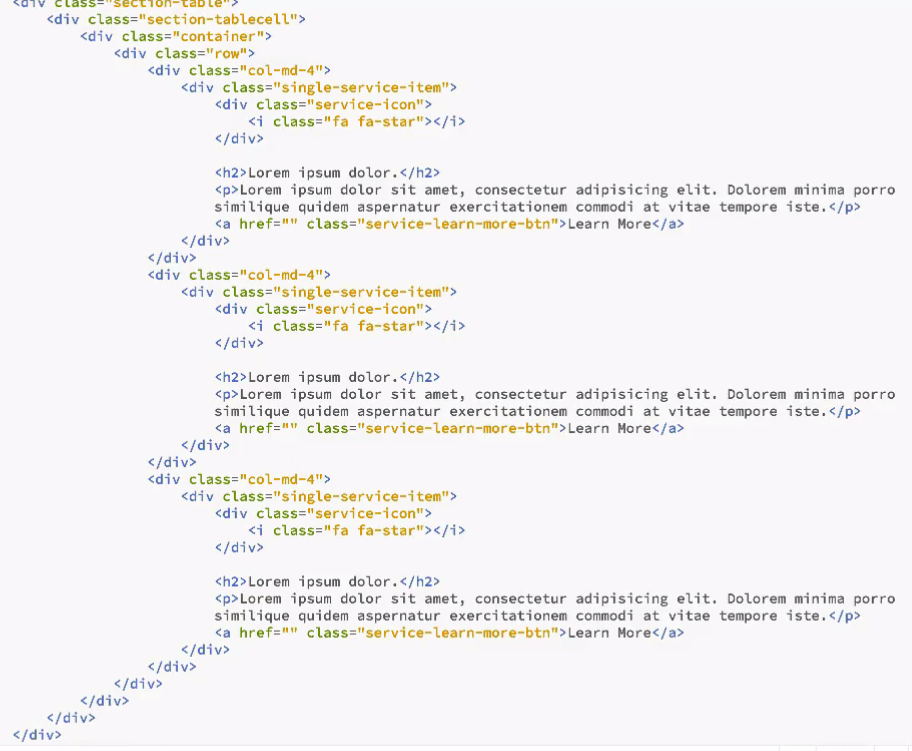 <div class="section-table">
<div class="section-tablecell">
<div class="container">
<div class="row">
<div class="col-md-4">
<div class="single-service-item">
<div class="service-icon">
<i class="fa fa-star"></i>
</div>
<h2>Lorem ipsum dolor.</h2>
<p>Lorem ipsum dolor sit amet, consectetur adipisicing elit. Dolorem minima porro
similique quidem aspernatur exercitationem commodi at vitae tempore iste.</p>
<a href="" class="service-learn-more-btn">Learn More</a>
</div>
</div>
<div class="col-md-4">
<div class="single-service-item">
<div class="service-icon">
<i class="fa fa-star"></i>
</div>
<h2>Lorem ipsum dolor.</h2>
<p>Lorem ipsum dolor sit amet, consectetur adipisicing elit. Dolorem minima porro
similique quidem aspernatur exercitationem commodi at vitae tempore iste.</p>
<a href="" class="service-learn-more-btn">Learn More</a>
</div>
</div>
<div class="col-md-4">
<div class="single-service-item">
<div class="service-icon">
<i class="fa fa-star"></i>
</div>
<h2>Lorem ipsum dolor.</h2>
<p>Lorem ipsum dolor sit amet, consectetur adipisicing elit. Dolorem minima porro
similique quidem aspernatur exercitationem commodi at vitae tempore iste.</p>
<a href="" class="service-learn-more-btn">Learn More</a>
</div>
</div>
</div>
</div>
</div>
</div>